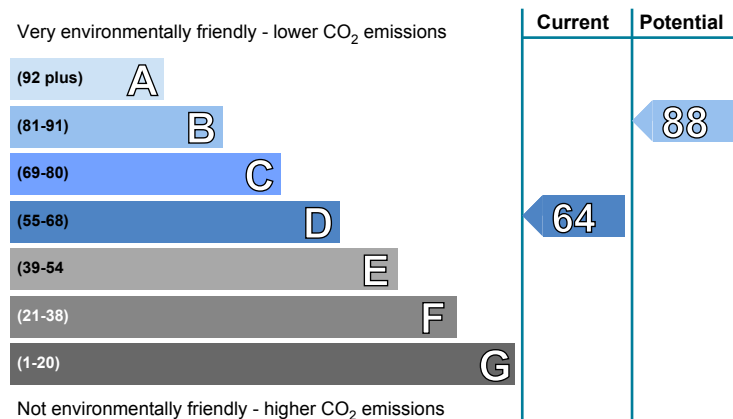 Very environmentally friendly - lower CO₂ emissions
Current
Potential
(92 plus) A
(81-91) B
88
(69-80) C
(55-68) D
64
(39-54 E
(21-38) F
(1-20) G
Not environmentally friendly - higher CO₂ emissions